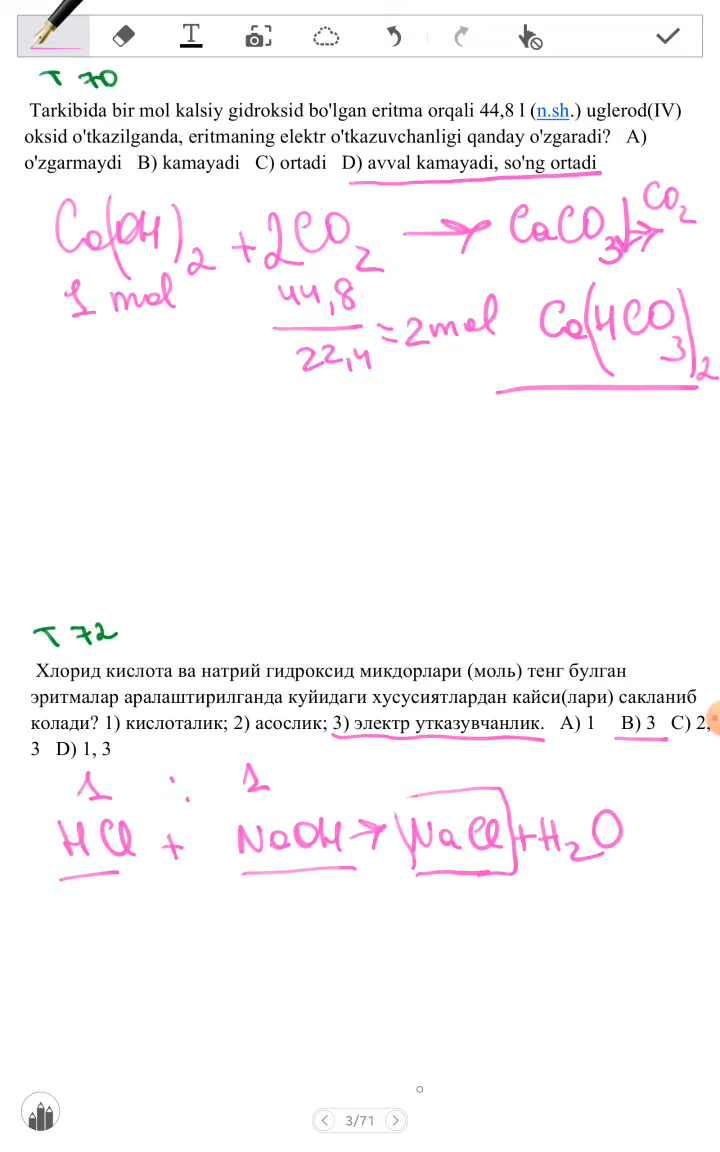 T
T 70
Tarkibida bir mol kalsiy gidroksid bo'lgan eritma orqali 44,8 l (n.sh.) uglerod(IV)
oksid o'tkazilganda, eritmaning elektr o'tkazuvchanligi qanday o'zgaradi? A)
o'zgarmaydi B) kamayadi C) ortadi D) avval kamayadi, so'ng ortadi
Ca(OH)2 + 2CO2 → CaCO3↓ →CO2
1 mol 44,8/22,4 = 2 mol Ca(HCO3)2
T 72
Хлорид кислота ва натрий гидроксид микдорлари (моль) тенг булган
эритмалар аралаштирилганда куйидаги хусусиятлардан кайси(лари) сакланиб
колади? 1) кислоталик; 2) асослик; 3) электр утказувчанлик. A) 1 B) 3 C) 2,
3 D) 1, 3
1 : 1
HCl + NaOH → NaCl + H2O
3/71